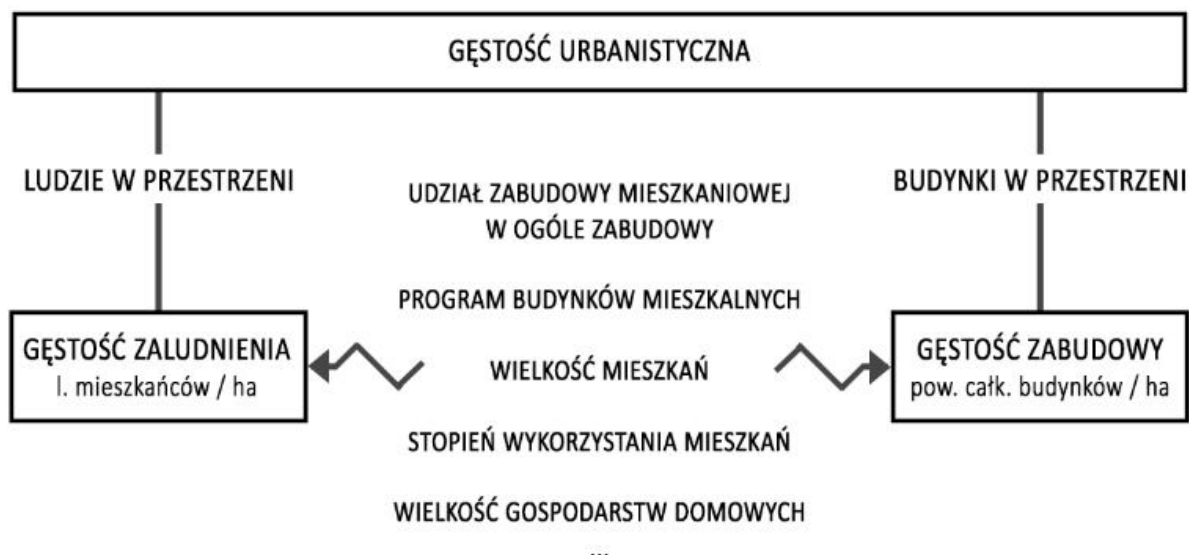 GĘSTOŚĆ URBANISTYCZNA
LUDZIE W PRZESTRZENI
BUDYNKI W PRZESTRZENI
UDZIAŁ ZABUDOWY MIESZKANIOWEJ
W OGÓLE ZABUDOWY
PROGRAM BUDYNKÓW MIESZKALNYCH
GĘSTOŚĆ ZALUDNIENIA
l. mieszkańców / ha
WIELKOŚĆ MIESZKAŃ
GĘSTOŚĆ ZABUDOWY
pow. całk. budynków / ha
STOPIEŃ WYKORZYSTANIA MIESZKAŃ
WIELKOŚĆ GOSPODARSTW DOMOWYCH
...